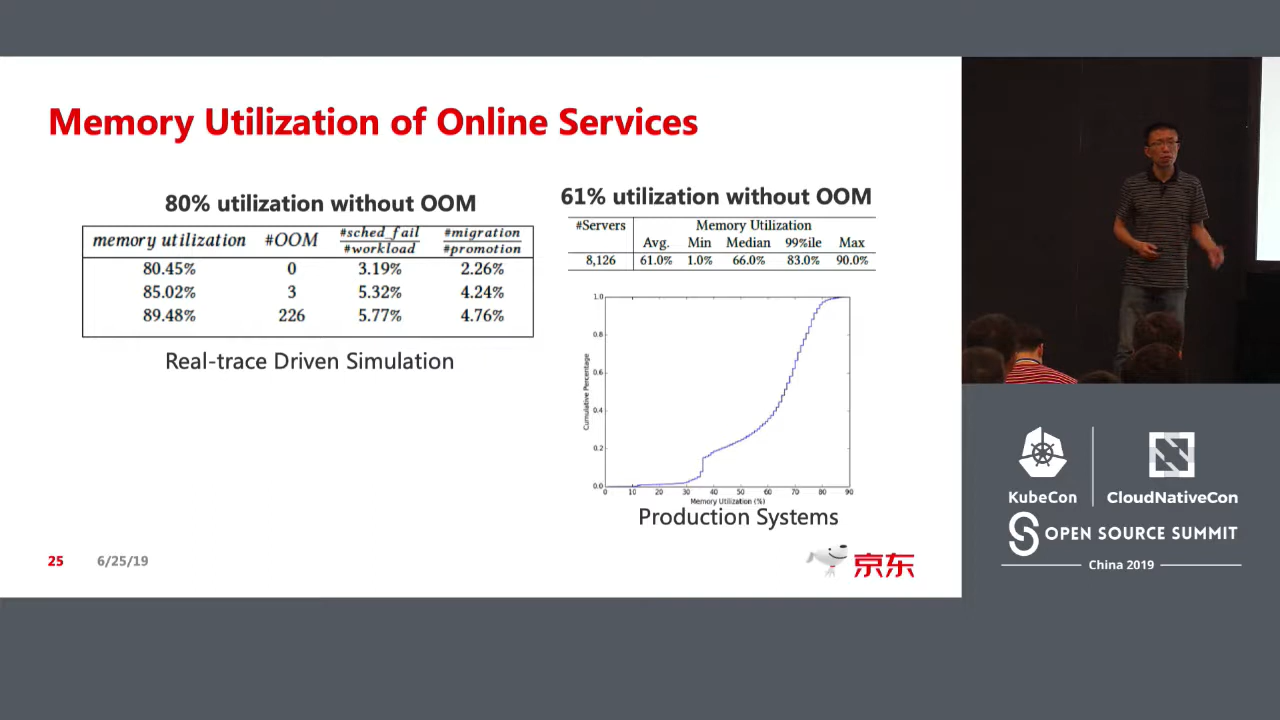 Memory Utilization of Online Services
80% utilization without OOM
memory utilization #OOM #sched_fail/#workload #migration/#promotion
80.45% 0 3.19% 2.26%
85.02% 3 5.32% 4.24%
89.48% 226 5.77% 4.76%
Real-trace Driven Simulation
61% utilization without OOM
#Servers Memory Utilization
Avg. Min Median 99%ile Max
8,126 61.0% 1.0% 66.0% 83.0% 90.0%
1.0
0.8
0.6
0.4
0.2
0.0
Cumulative Percentage
0 10 20 30 40 50 60 70 80 90
Memory Utilization (%)
Production Systems
25 6/25/19
京东
KubeCon CloudNativeCon
OPEN SOURCE SUMMIT
China 2019